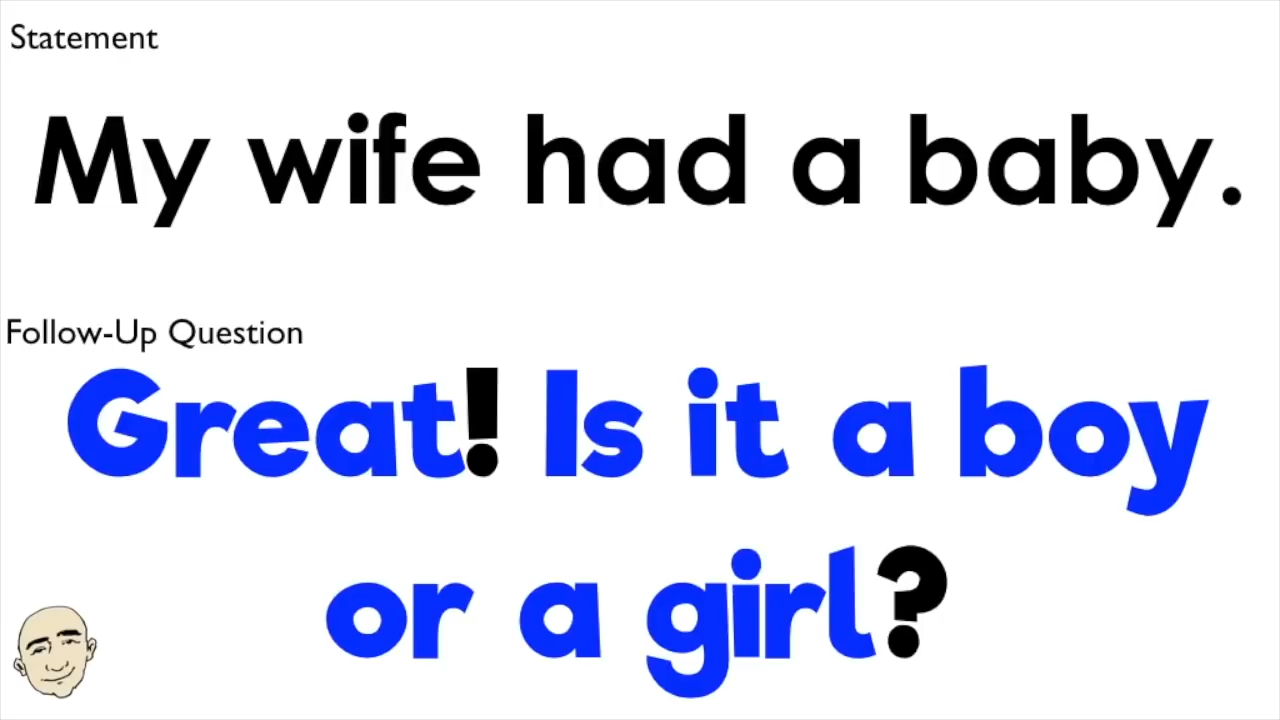 Statement
My wife had a baby.
Follow-Up Question
Great! Is it a boy
or a girl?